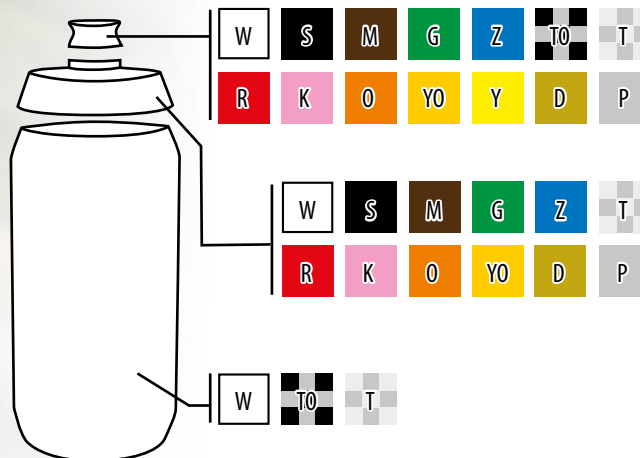 W S M G Z TO T
R K O YO Y D P
W S M G Z T
R K O YO D P
W TO T